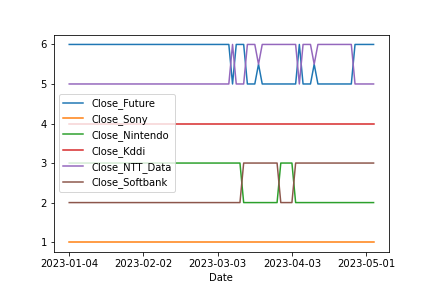 6
5
4
3
2
1
Close_Future
Close_Sony
Close_Nintendo
Close_Kddi
Close_NTT_Data
Close_Softbank
2023-01-04 2023-02-02 2023-03-03 2023-04-03 2023-05-01
Date